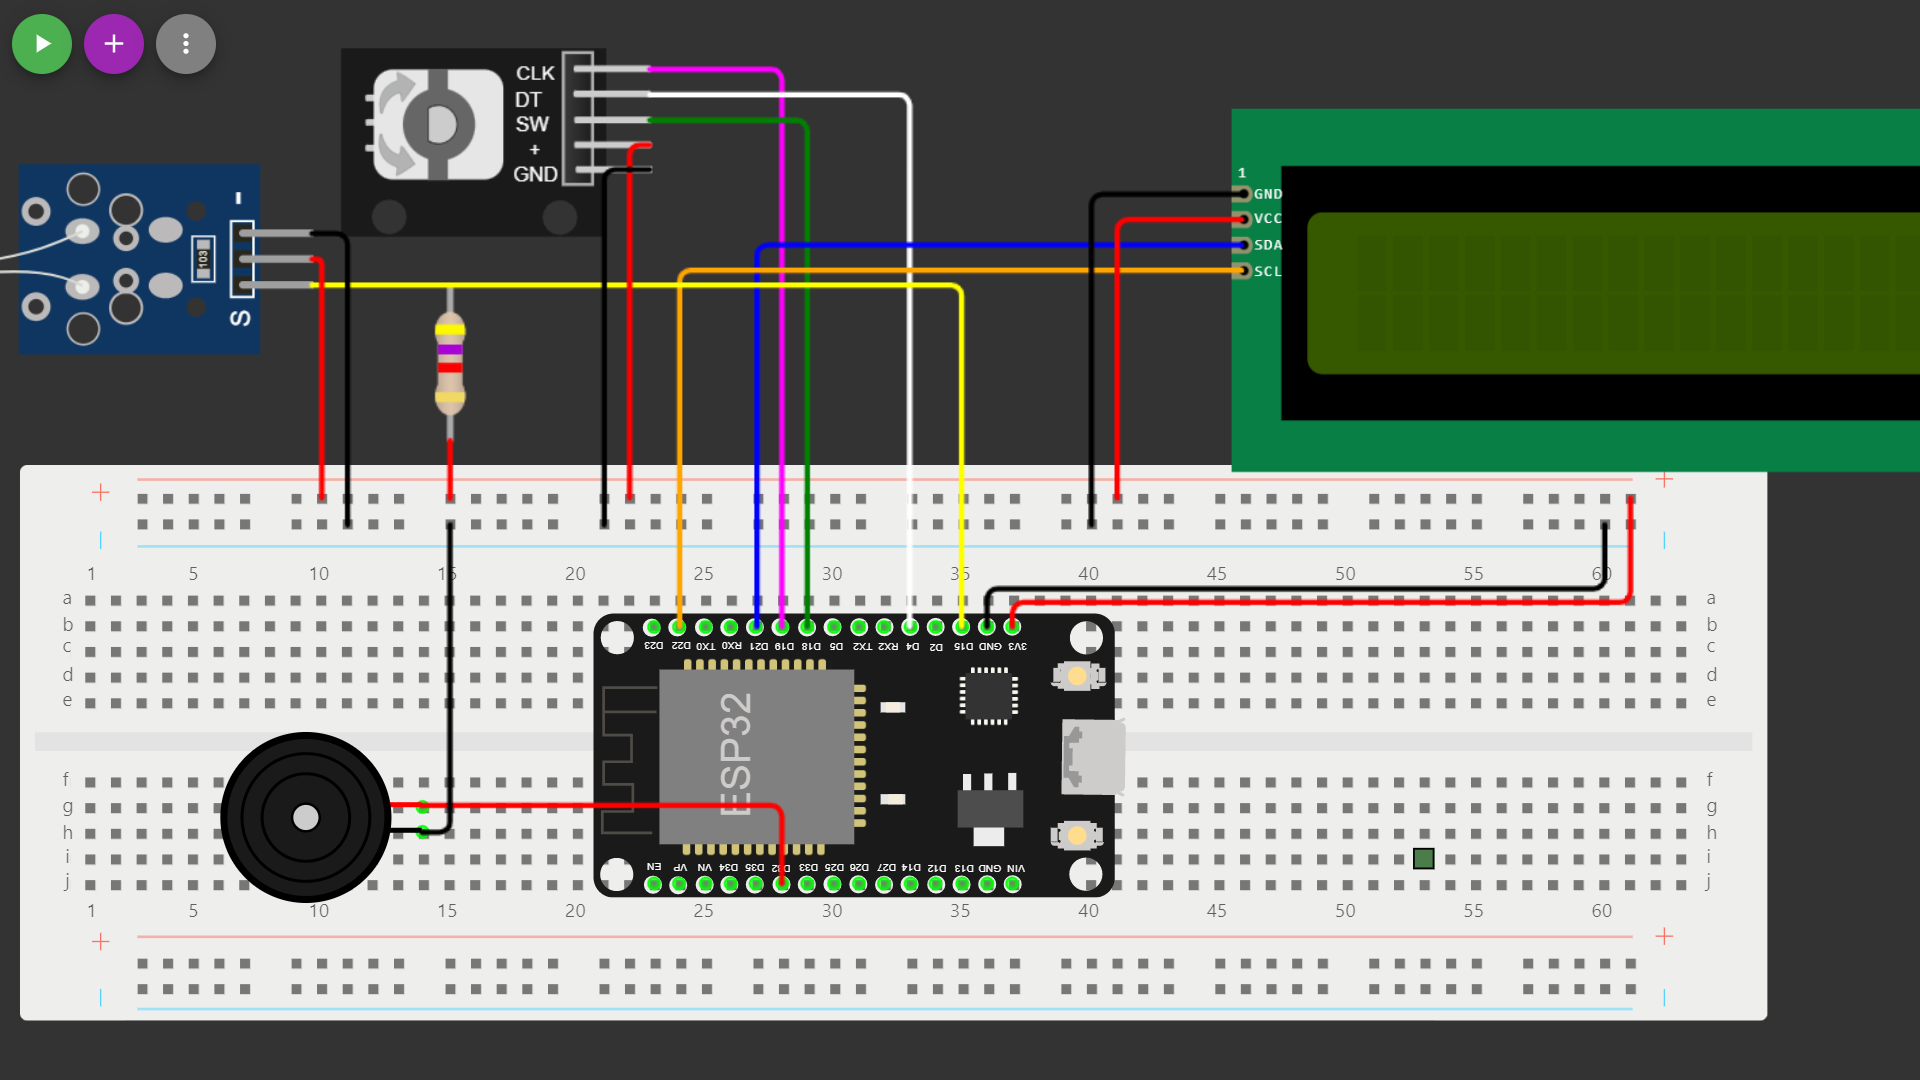 CLK
DT
SW
+
GND
-
103
S
1
GND
VCC
SDA
SCL
+ +
1 5 10 15 20 25 30 35 40 45 50 55 60
a a
b b
c c
d d
e e
D23 D22 TX0 RX0 D21 D19 D18 D5 TX2 RX2 D4 D2 D15 GND 3V3
ESP32
EN VP VN D34 D35 D32 D33 D25 D26 D27 D14 D12 D13 GND VIN
f f
g g
h h
i i
j j
1 5 10 15 20 25 30 35 40 45 50 55 60
+ +